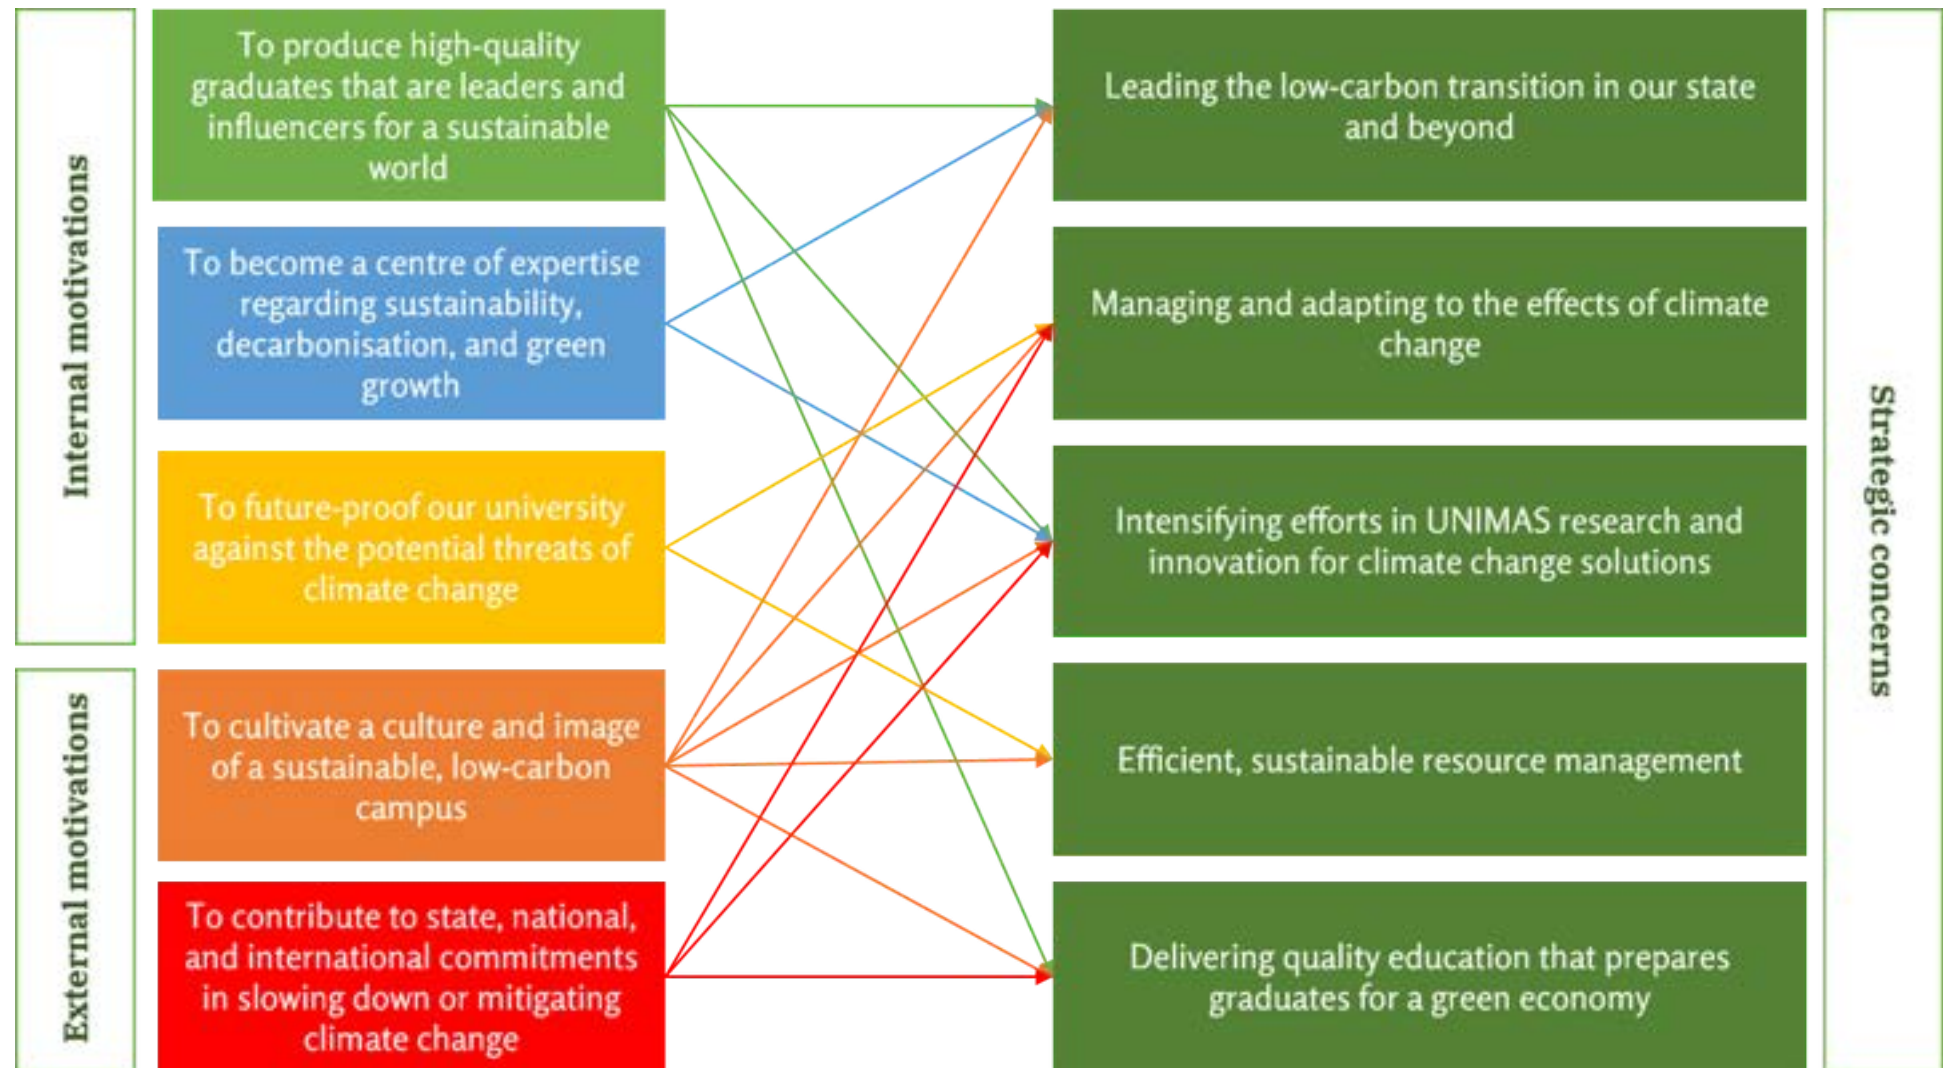 Internal motivations
To produce high-quality
graduates that are leaders and
influencers for a sustainable
world
To become a centre of expertise
regarding sustainability,
decarbonisation, and green
growth
To future-proof our university
against the potential threats of
climate change
External motivations
To cultivate a culture and image
of a sustainable, low-carbon
campus
To contribute to state, national,
and international commitments
in slowing down or mitigating
climate change
Leading the low-carbon transition in our state
and beyond
Managing and adapting to the effects of climate
change
Intensifying efforts in UNIMAS research and
innovation for climate change solutions
Efficient, sustainable resource management
Delivering quality education that prepares
graduates for a green economy
Strategic concerns